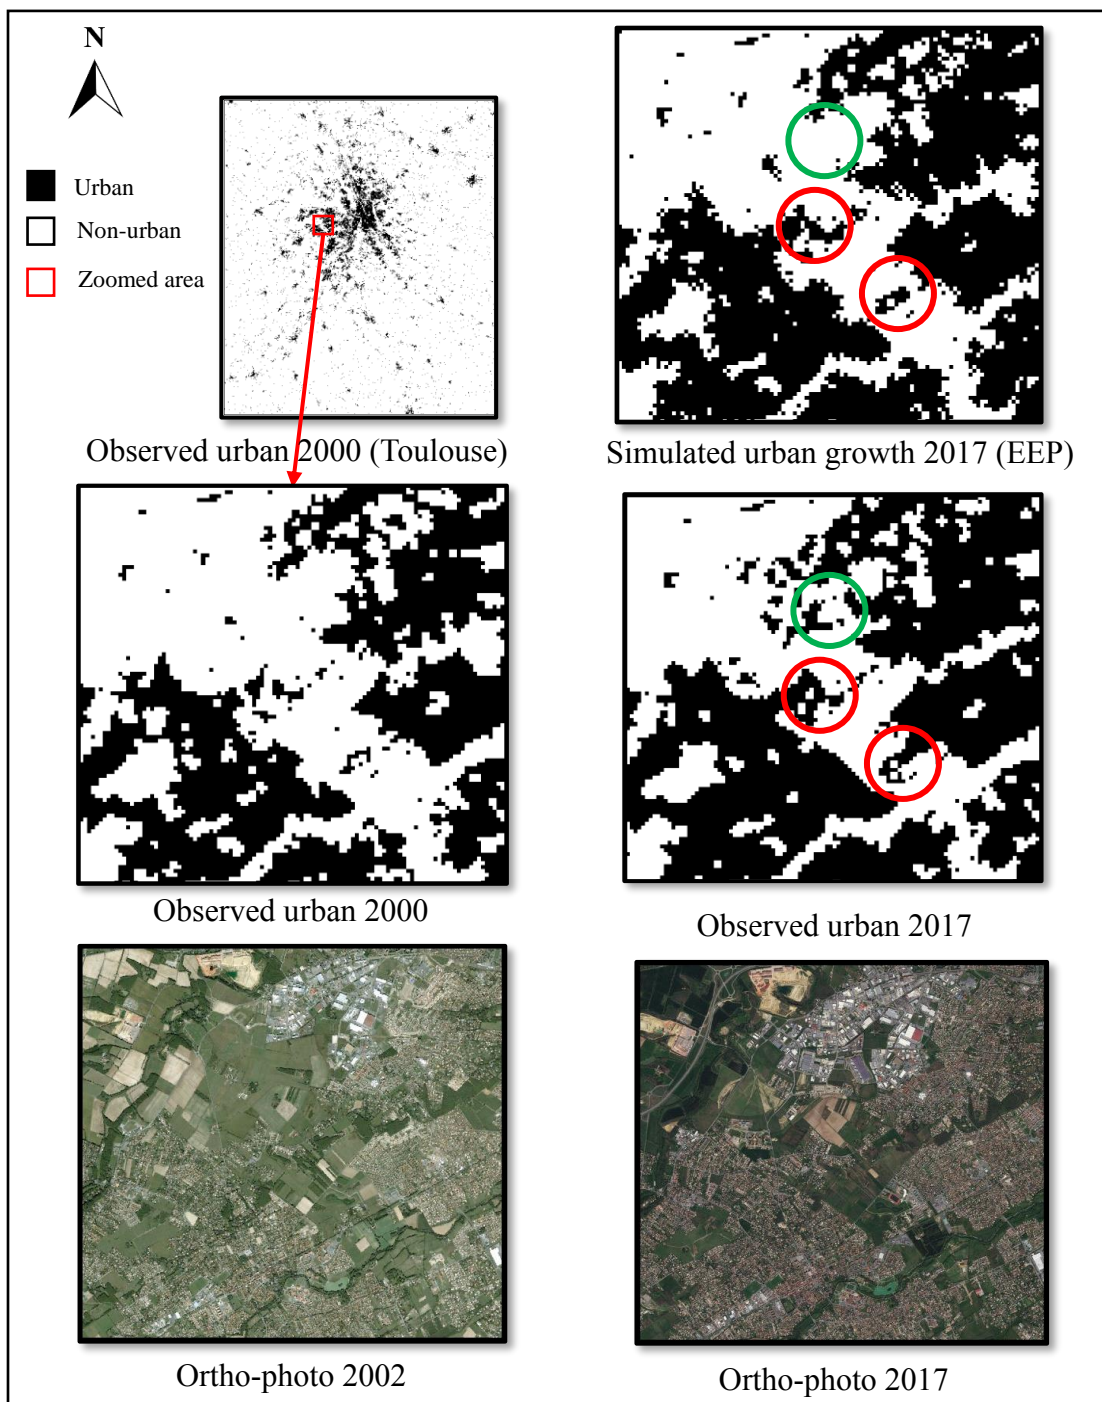 N
Urban
Non-urban
Zoomed area
Observed urban 2000 (Toulouse)
Simulated urban growth 2017 (EEP)
Observed urban 2000
Observed urban 2017
Ortho-photo 2002
Ortho-photo 2017